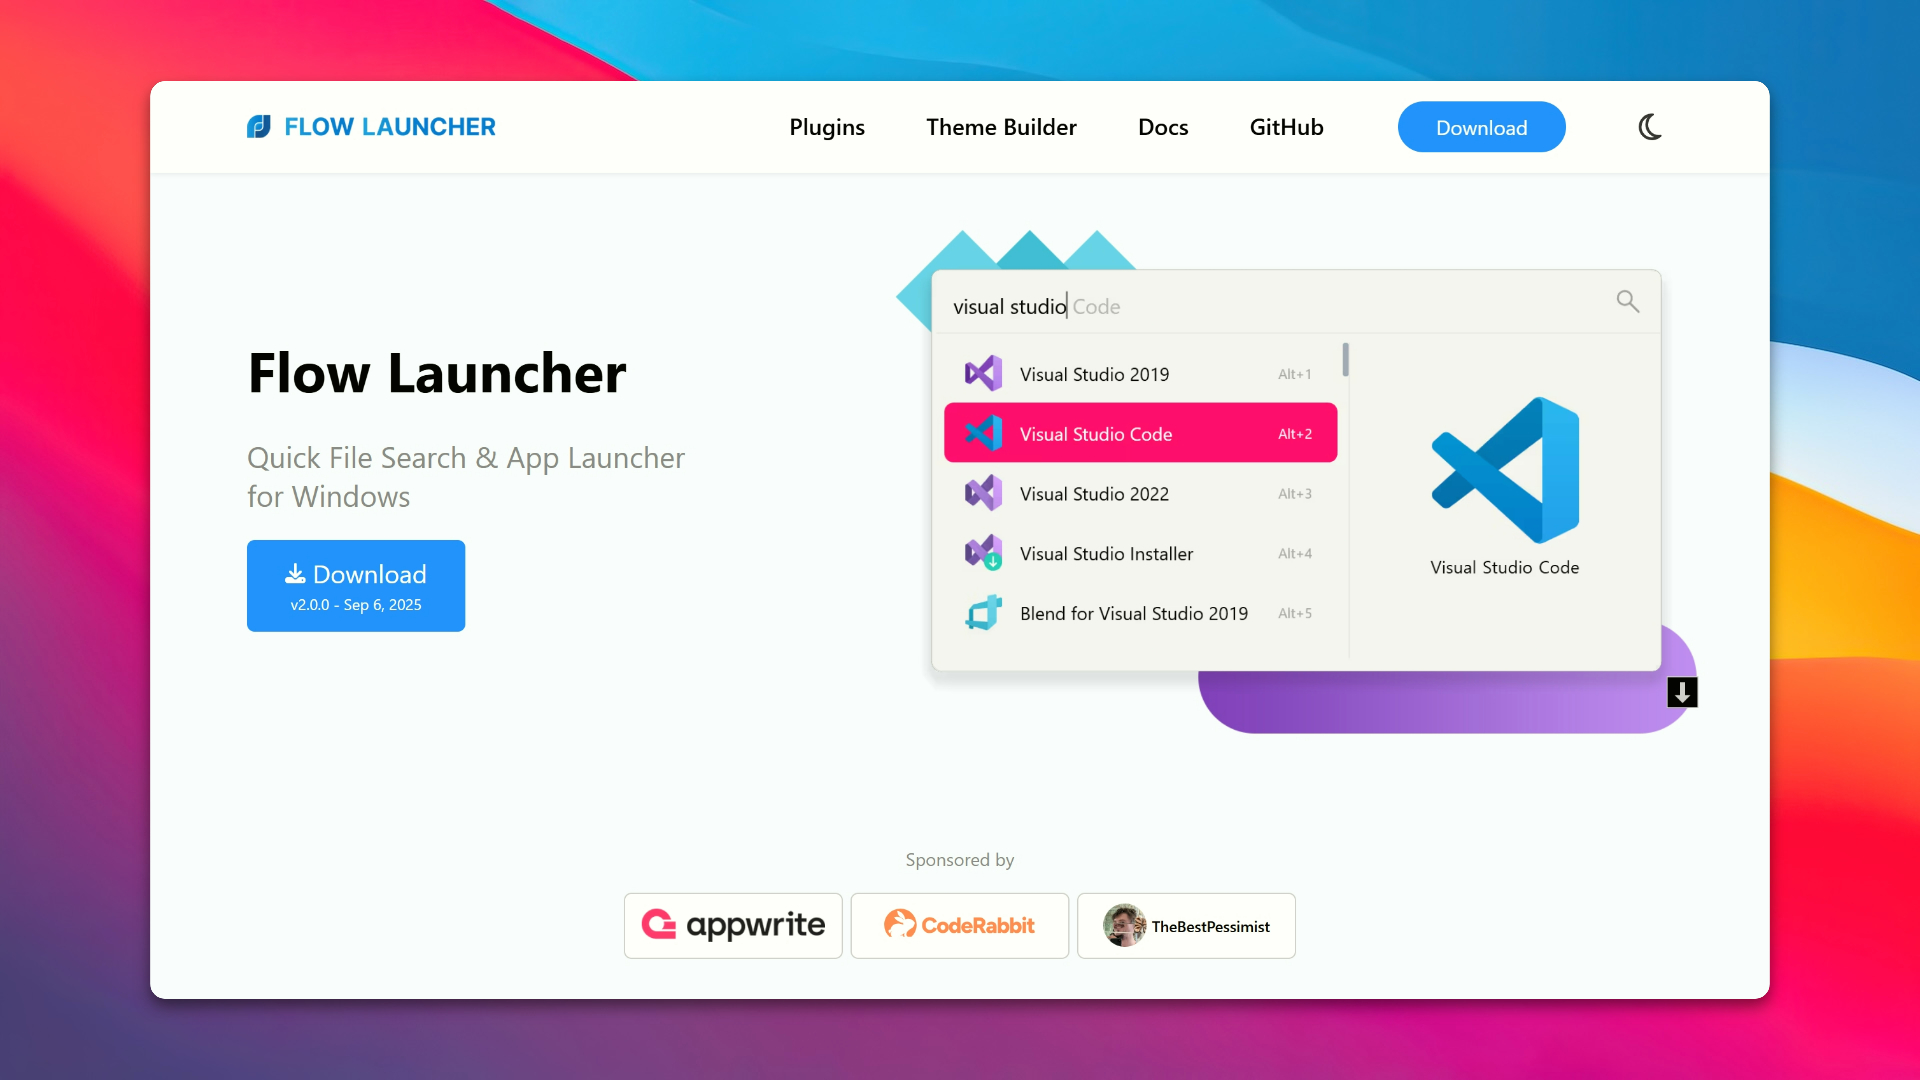 FLOW LAUNCHER
Plugins
Theme Builder
Docs
GitHub
Download
Flow Launcher
Quick File Search & App Launcher
for Windows
Download
v2.0.0 - Sep 6, 2025
visual studio Code
Visual Studio 2019 Alt+1
Visual Studio Code Alt+2
Visual Studio 2022 Alt+3
Visual Studio Installer Alt+4
Blend for Visual Studio 2019 Alt+5
Visual Studio Code
Sponsored by
appwrite
CodeRabbit
TheBestPessimist